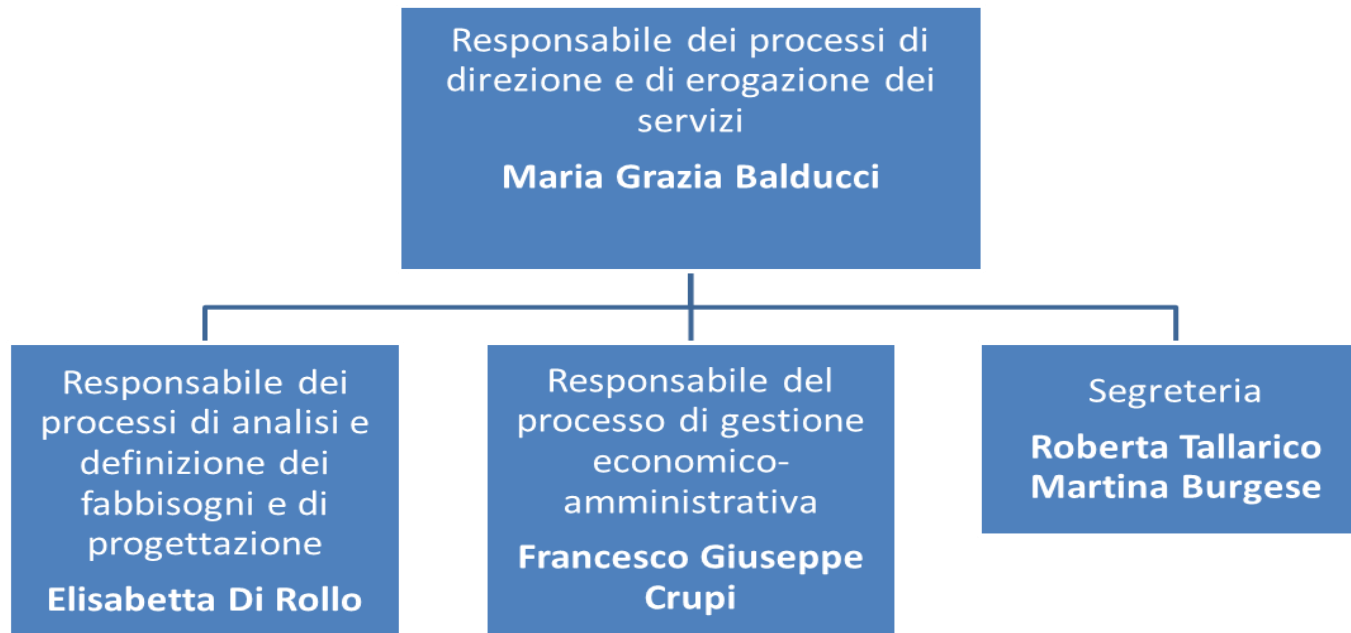 Responsabile dei processi di
direzione e di erogazione dei
servizi
Maria Grazia Balducci
Responsabile dei
processi di analisi e
definizione dei
fabbisogni e di
progettazione
Elisabetta Di Rollo
Responsabile del
processo di gestione
economico-
amministrativa
Francesco Giuseppe
Crupi
Segreteria
Roberta Tallarico
Martina Burgese